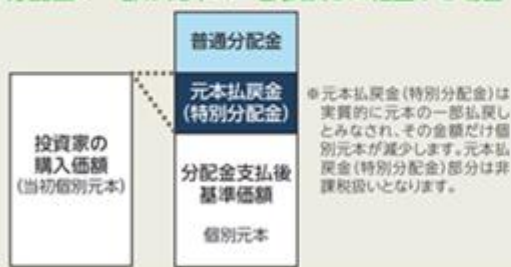 普通分配金
元本払戻金
(特別分配金)
投資家の
購入価額
(当初個別元本)
分配金支払後
基準価額
個別元本
※元本払戻金(特別分配金)は
実質的に元本の一部払戻し
とみなされ、その金額だけ個
別元本が減少します。元本払
戻金(特別分配金)部分は非
課税扱いとなります。